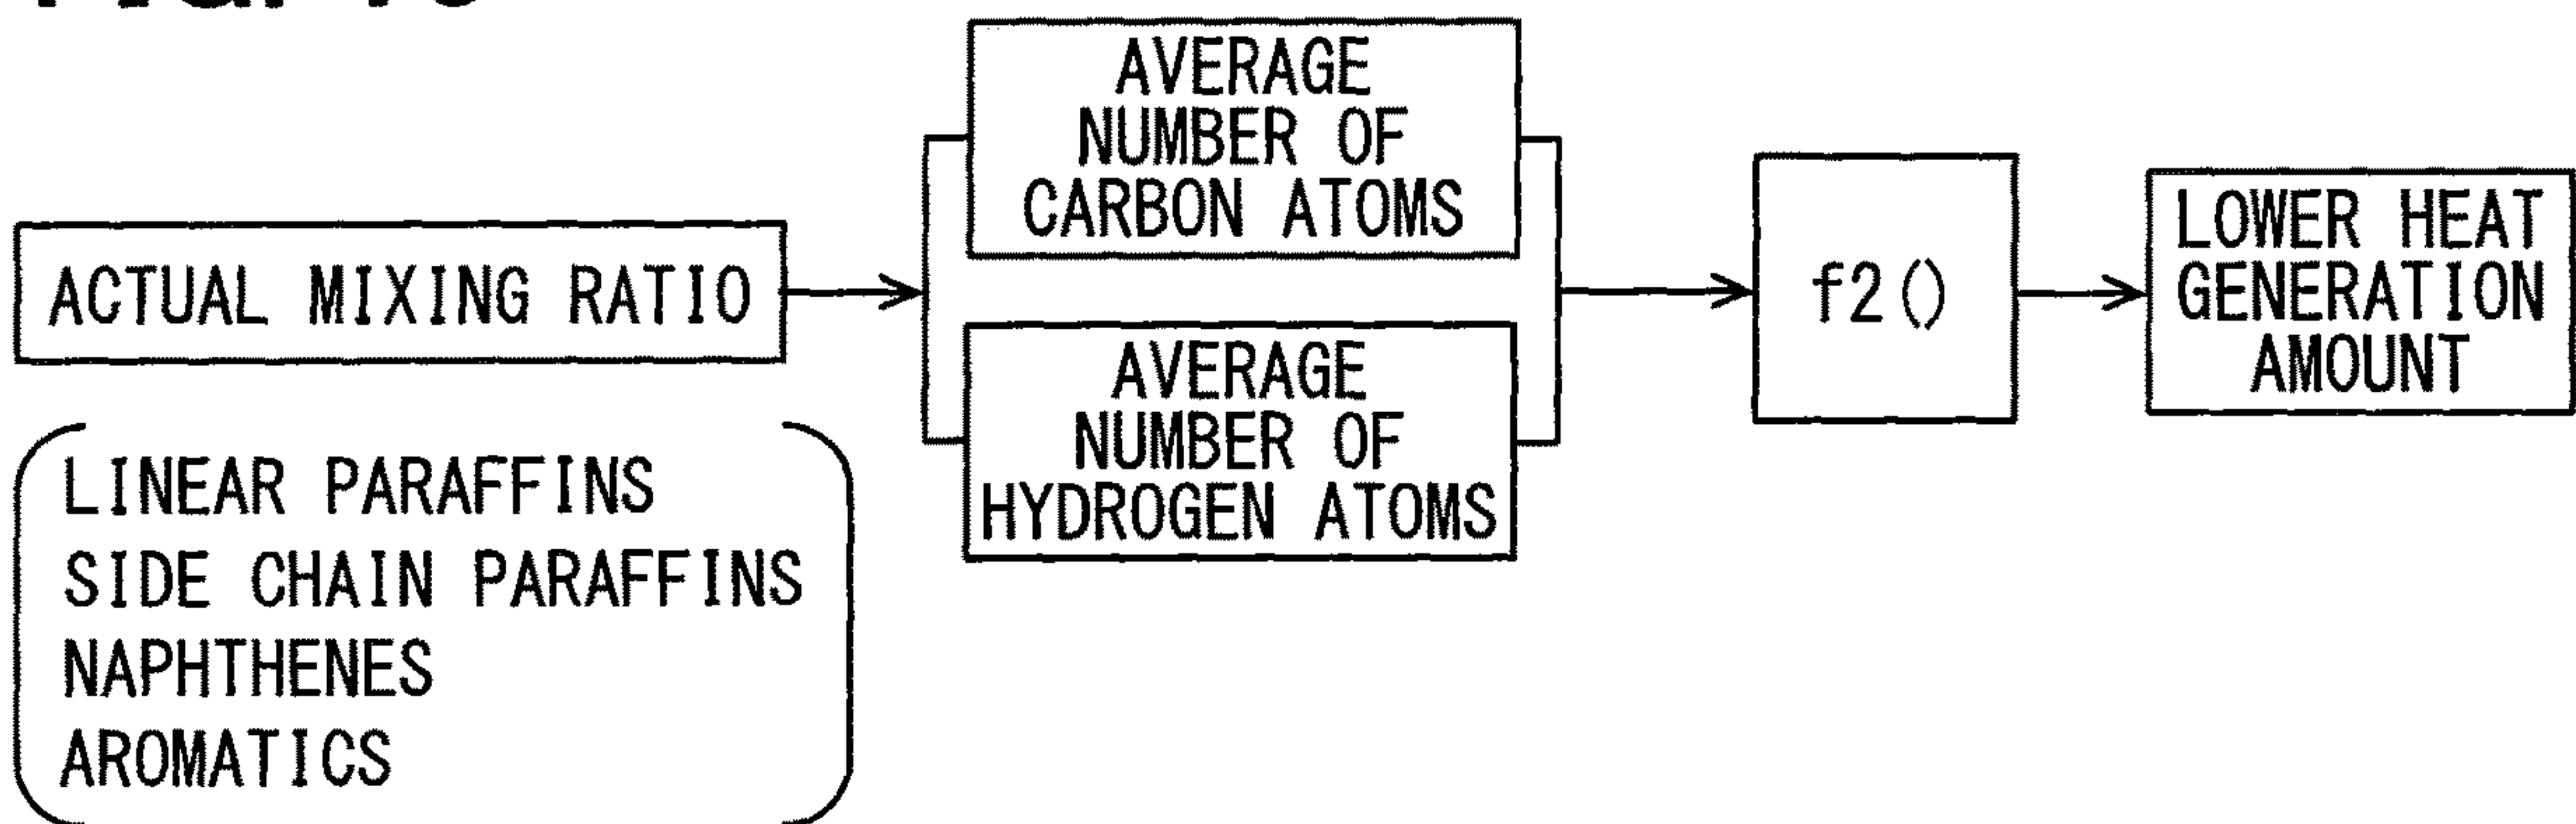 ACTUAL MIXING RATIO
LINEAR PARAFFINS
SIDE CHAIN PARAFFINS
NAPHTHENES
AROMATICS
AVERAGE
NUMBER OF
CARBON ATOMS
AVERAGE
NUMBER OF
HYDROGEN ATOMS
f2()
LOWER HEAT
GENERATION
AMOUNT